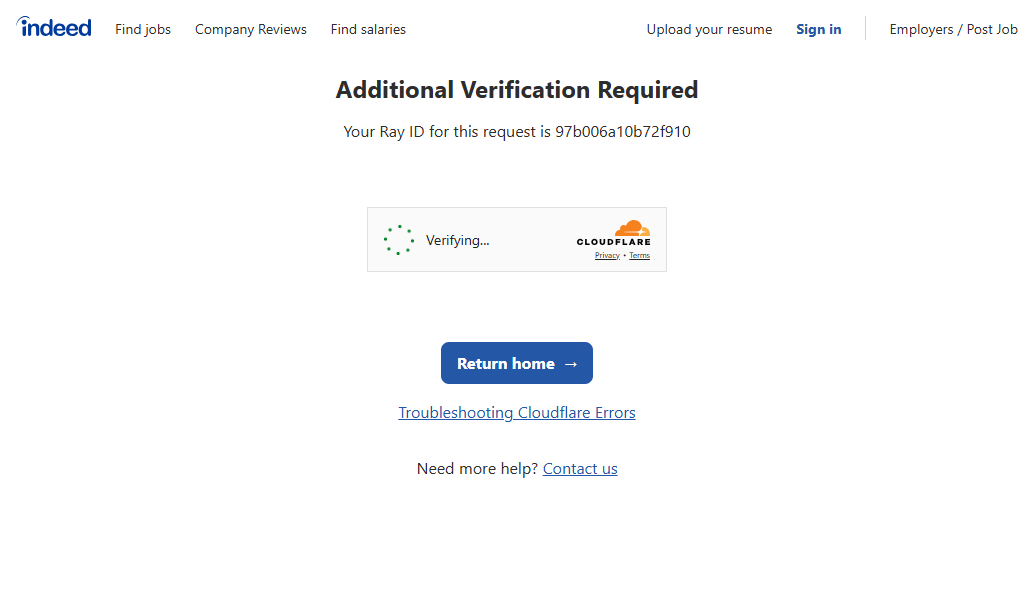 indeed Find jobs Company Reviews Find salaries Upload your resume Sign in Employers / Post Job
Additional Verification Required
Your Ray ID for this request is 97b006a10b72f910
Verifying...
CLOUDFLARE
Privacy • Terms
Return home →
Troubleshooting Cloudflare Errors
Need more help? Contact us